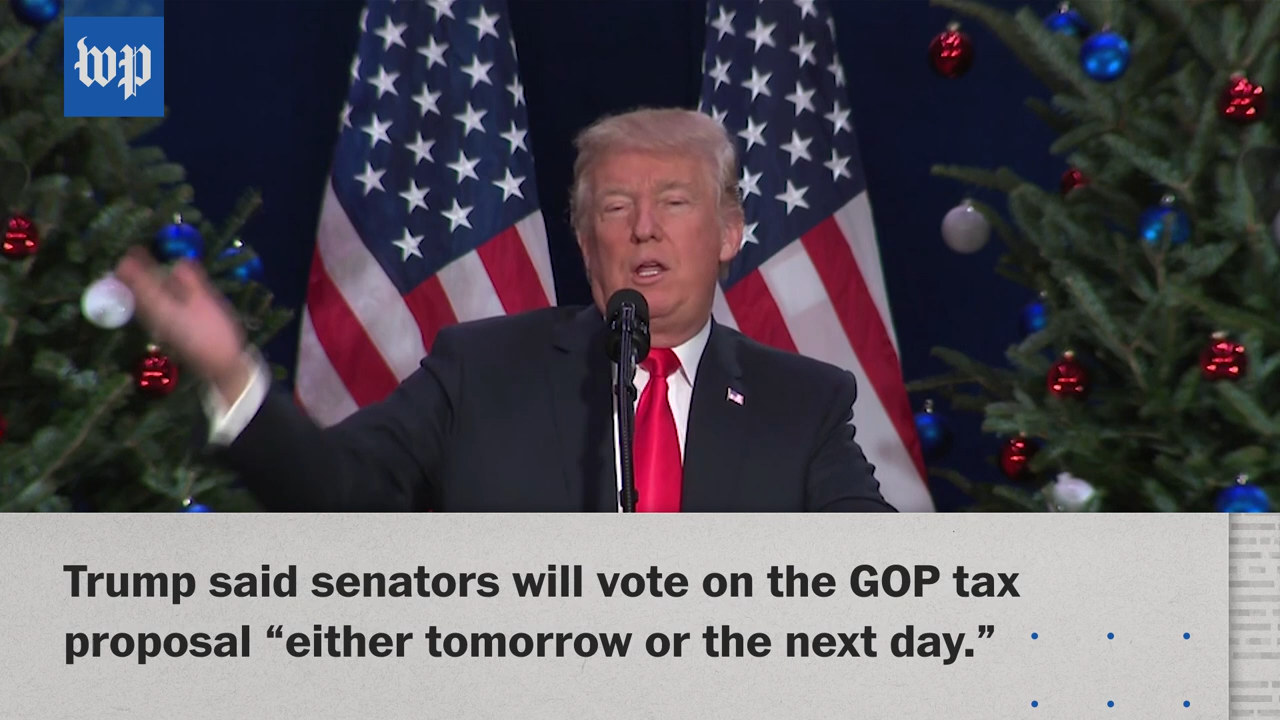 wp
Trump said senators will vote on the GOP tax
proposal “either tomorrow or the next day.”